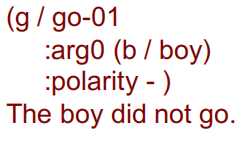 (g / go-01
:arg0 (b / boy)
:polarity - )
The boy did not go.